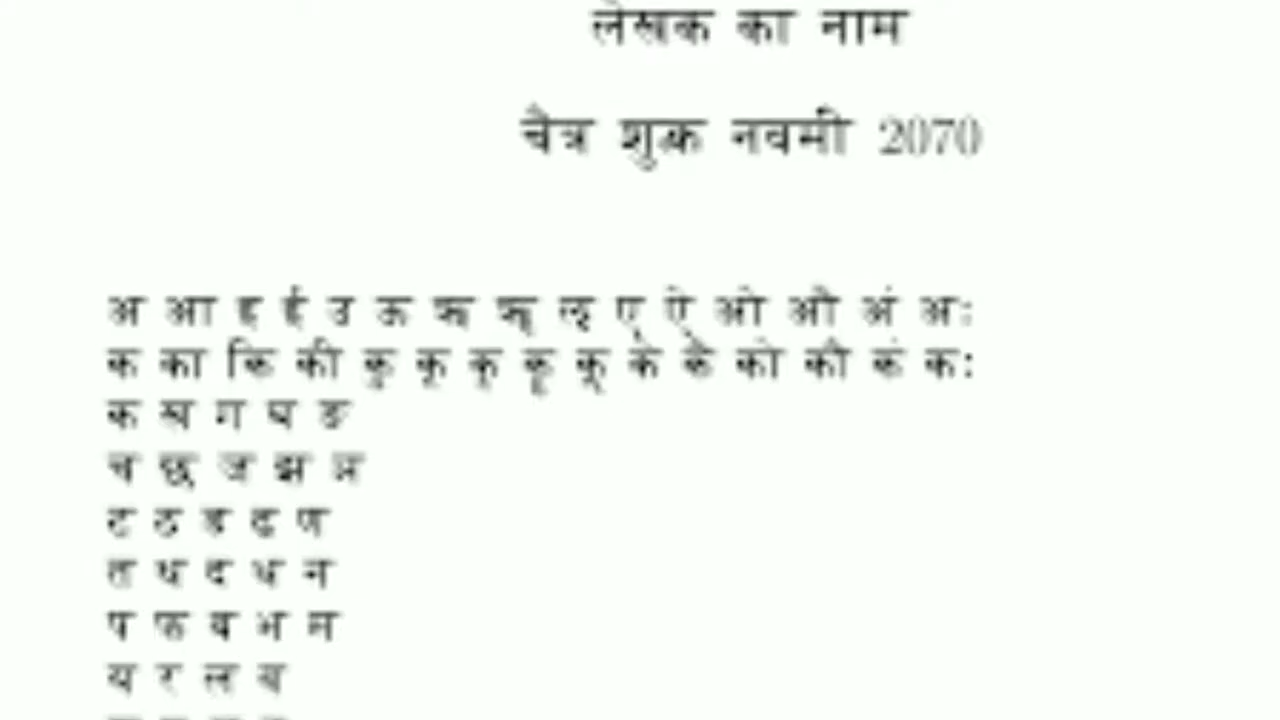 लेखक का नाम
चैत्र शुक्ल नवमी 2070
अ आ इ ई उ ऊ ऋ ॠ ऌ ए ऐ ओ औ अं अः
क का कि की कु कू कृ के कै को कौ कं कः
क ख ग घ ङ
च छ ज झ ञ
ट ठ ड ढ ण
त थ द ध न
प फ ब भ म
य र ल व